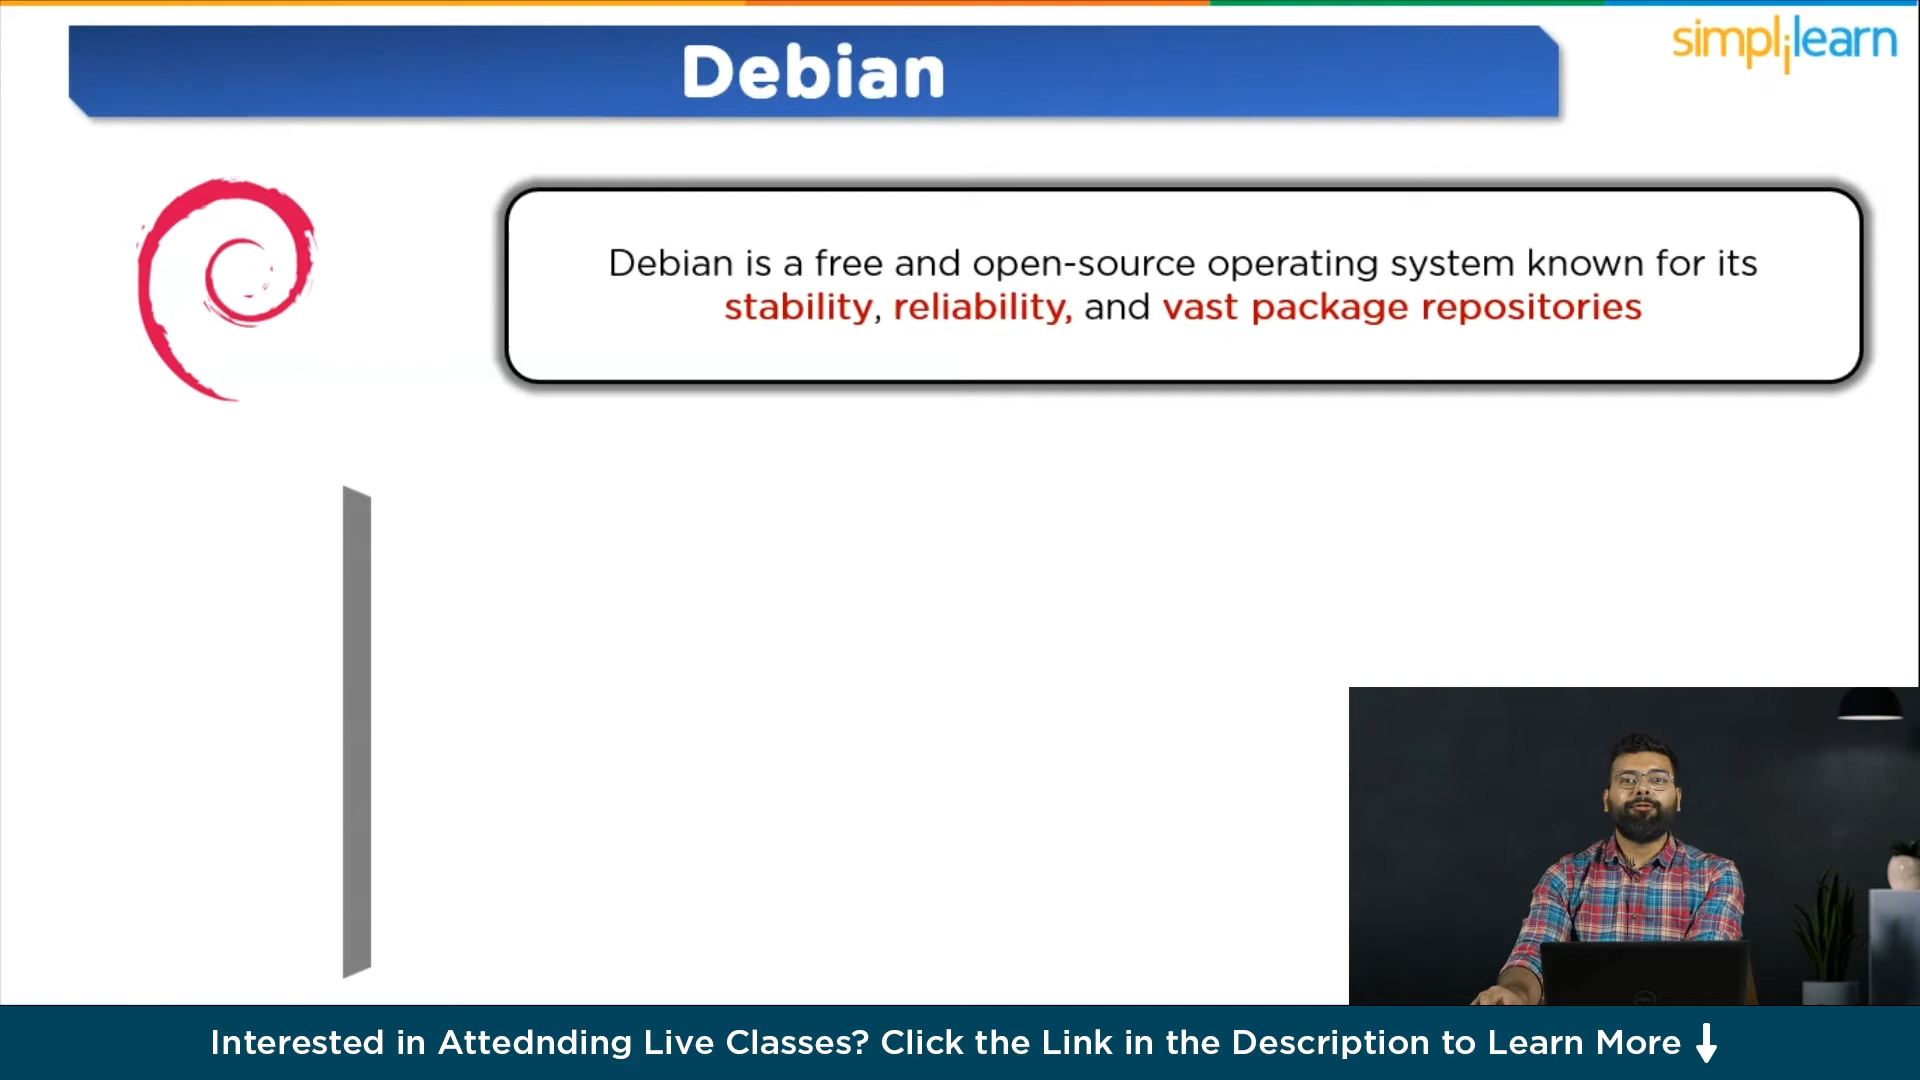 Debian
simplilearn
Debian is a free and open-source operating system known for its
stability, reliability, and vast package repositories
Interested in Attednding Live Classes? Click the Link in the Description to Learn More